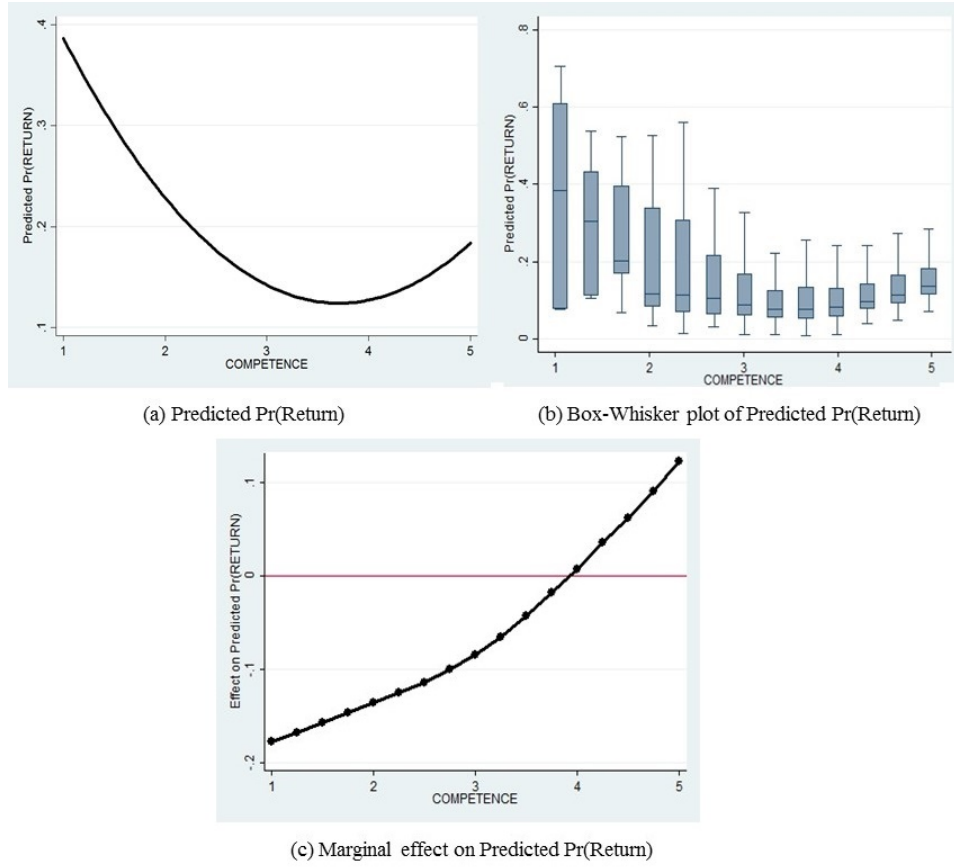 .4
.3
.2
.1
Predicted Pr(RETURN)
1 2 3 4 5
COMPETENCE
(a) Predicted Pr(Return)
.8
.6
.4
.2
0
Predicted Pr(RETURN)
1 2 3 4 5
COMPETENCE
(b) Box-Whisker plot of Predicted Pr(Return)
.1
0
-.1
-.2
Effect on Predicted Pr(RETURN)
1 2 3 4 5
COMPETENCE
(c) Marginal effect on Predicted Pr(Return)